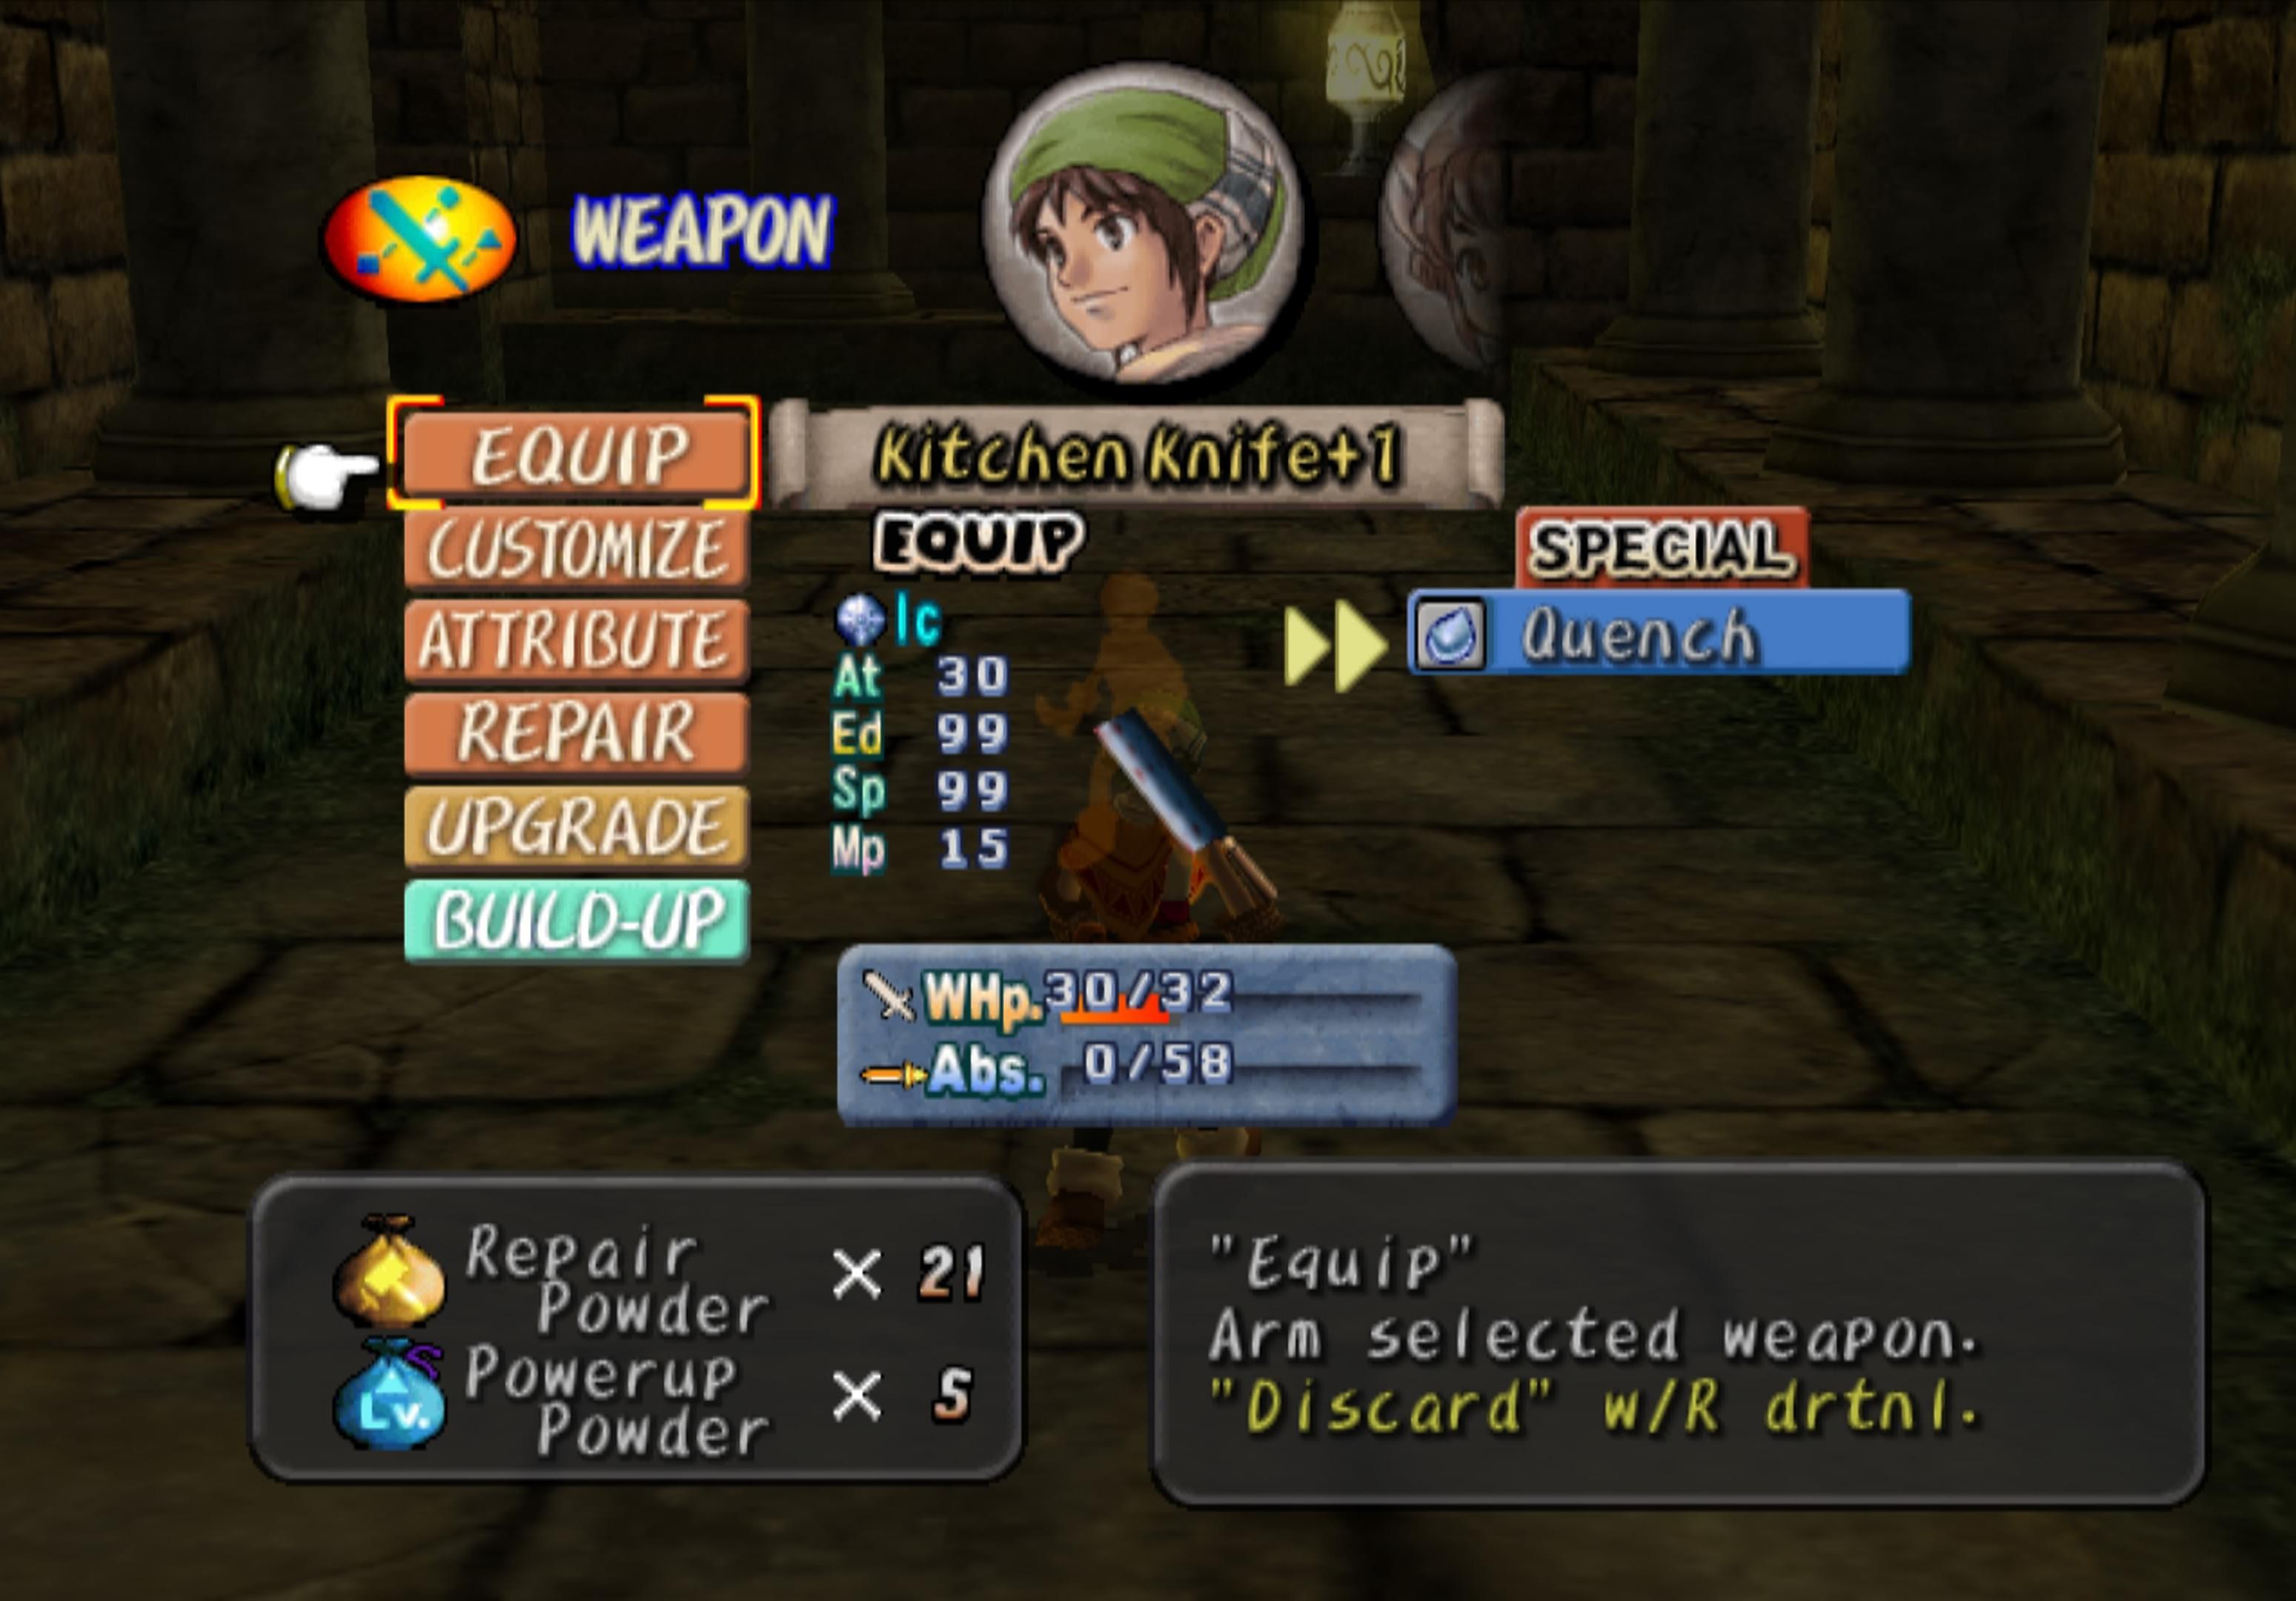 WEAPON
EQUIP
Kitchen Knife+1
CUSTOMIZE
EQUIP
SPECIAL
ATTRIBUTE
Ic
Quench
At 30
REPAIR
Ed 99
Sp 99
UPGRADE
Mp 15
BUILD-UP
WHp. 30/32
Abs. 0/58
Repair
Powder
× 21
Lv.
Powerup
Powder
× 5
"Equip"
Arm selected weapon.
"Discard" w/R drtnl.